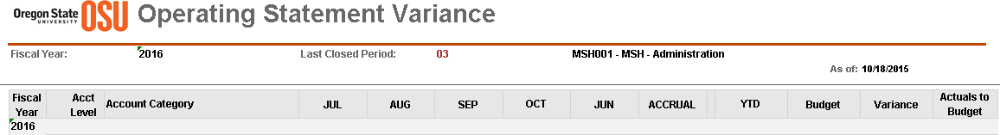 Oregon State UNIVERSITY OSU Operating Statement Variance
Fiscal Year: 2016 Last Closed Period: 03 MSH001 - MSH - Administration
As of: 10/18/2015
Fiscal Year Acct Level Account Category JUL AUG SEP OCT JUN ACCRUAL YTD Budget Variance Actuals to Budget
2016